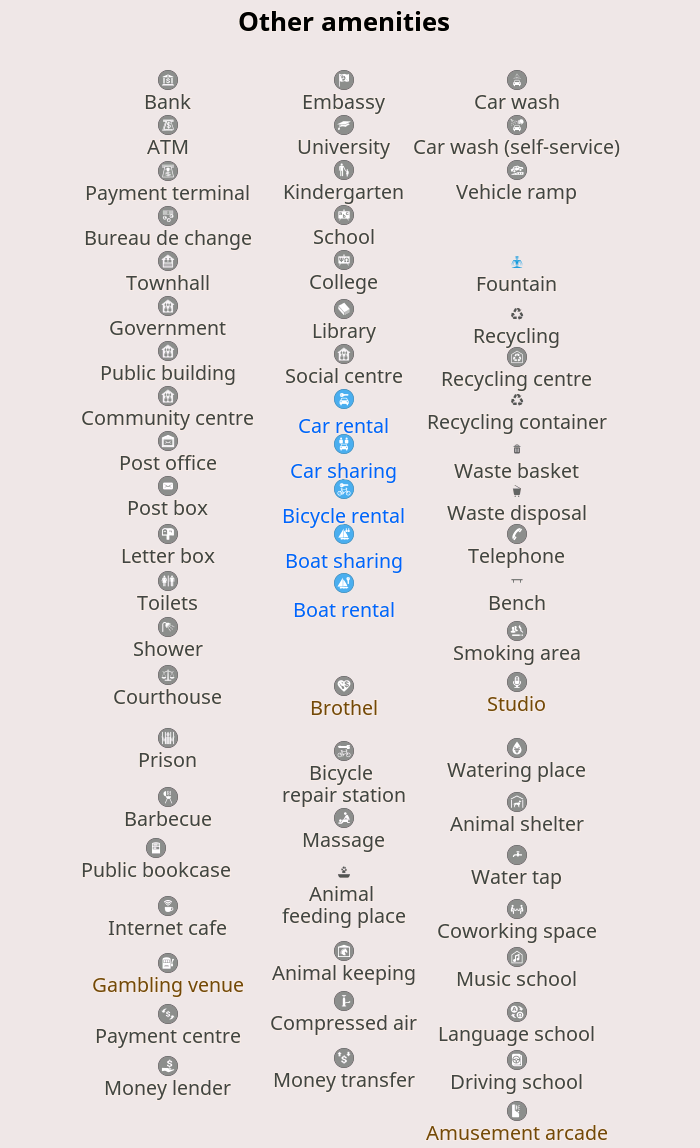 Other amenities
Bank
ATM
Payment terminal
Bureau de change
Townhall
Government
Public building
Community centre
Post office
Post box
Letter box
Toilets
Shower
Courthouse
Prison
Barbecue
Public bookcase
Internet cafe
Gambling venue
Payment centre
Money lender
Embassy
University
Kindergarten
School
College
Library
Social centre
Car rental
Car sharing
Bicycle rental
Boat sharing
Boat rental
Brothel
Bicycle
repair station
Massage
Animal
feeding place
Animal keeping
Compressed air
Money transfer
Car wash
Car wash (self-service)
Vehicle ramp
Fountain
Recycling
Recycling centre
Recycling container
Waste basket
Waste disposal
Telephone
Bench
Smoking area
Studio
Watering place
Animal shelter
Water tap
Coworking space
Music school
Language school
Driving school
Amusement arcade